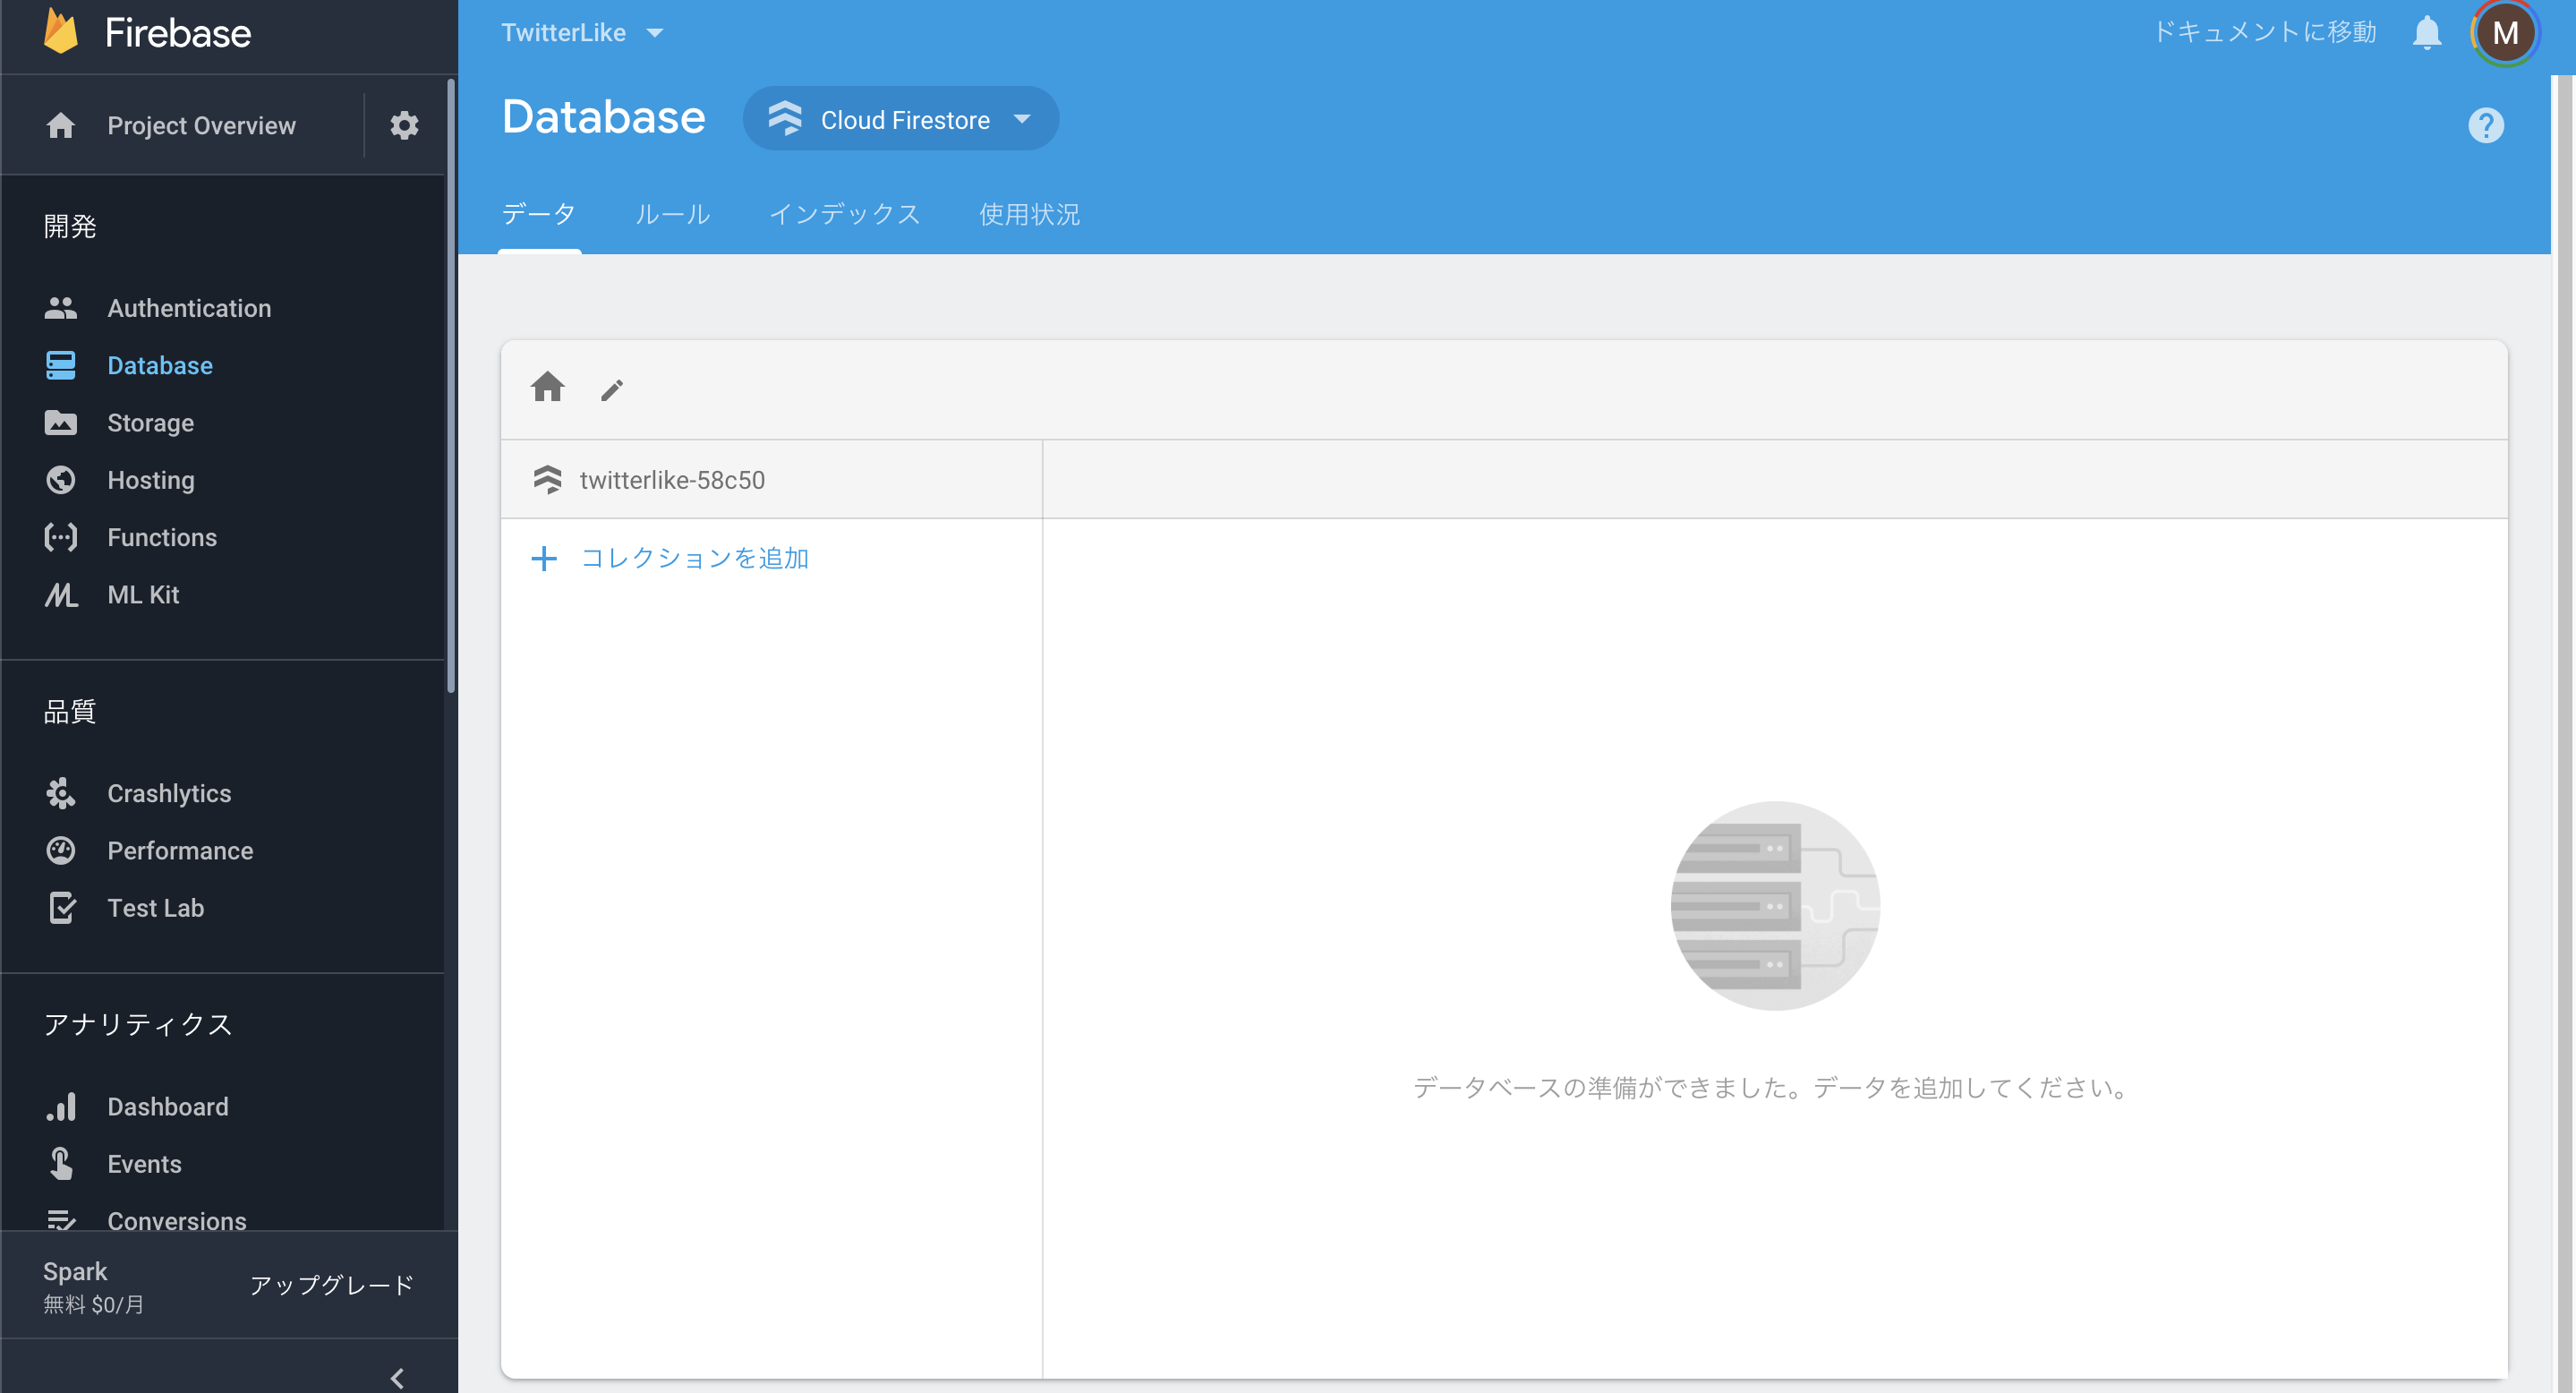 Firebase
Project Overview
開発
Authentication
Database
Storage
Hosting
Functions
ML Kit
品質
Crashlytics
Performance
Test Lab
アナリティクス
Dashboard
Events
Conversions
Spark
無料 $0/月
アップグレード
TwitterLike
ドキュメントに移動
M
Database
Cloud Firestore
?
データ
ルール
インデックス
使用状況
twitterlike-58c50
コレクションを追加
データベースの準備ができました。データを追加してください。